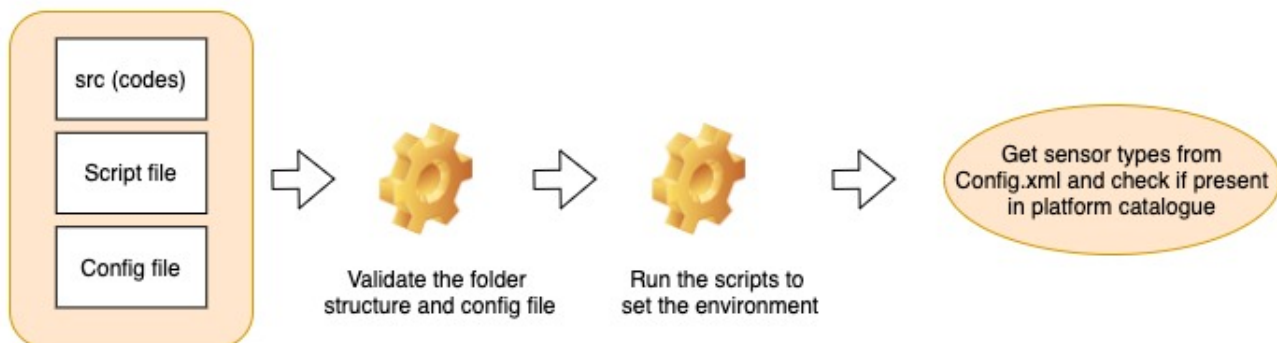 src (codes)
Script file
Config file
Validate the folder
structure and config file
Run the scripts to
set the environment
Get sensor types from
Config.xml and check if present
in platform catalogue